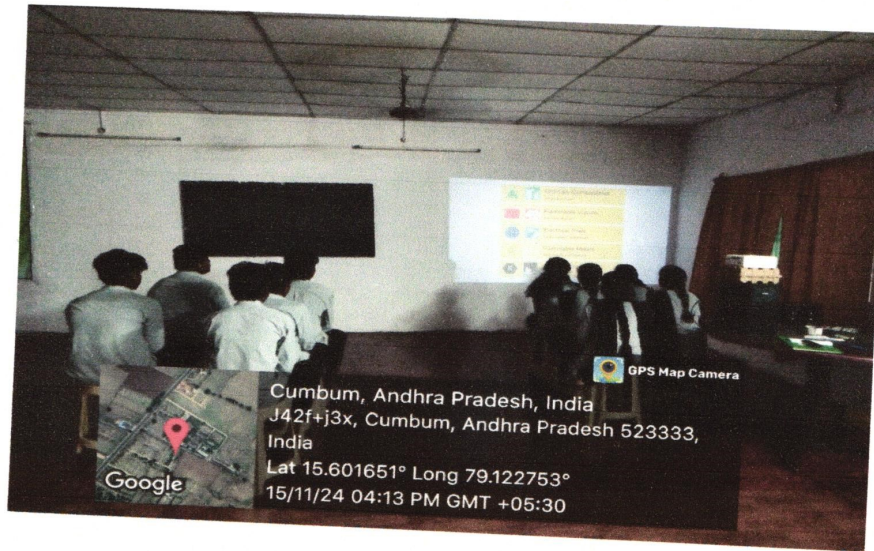 GPS Map Camera
Cumbum, Andhra Pradesh, India
J42f+j3x, Cumbum, Andhra Pradesh 523333,
India
Lat 15.601651° Long 79.122753°
15/11/24 04:13 PM GMT +05:30
Google